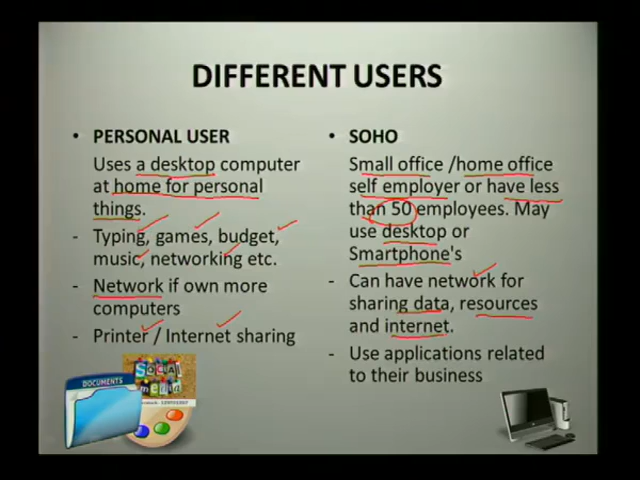 DIFFERENT USERS
• PERSONAL USER
Uses a desktop computer
at home for personal
things.
- Typing, games, budget,
music, networking etc.
- Network if own more
computers
- Printer / Internet sharing
• SOHO
Small office /home office
self employer or have less
than 50 employees. May
use desktop or
Smartphone's
- Can have network for
sharing data, resources
and internet.
- Use applications related
to their business
DOCUMENTS
Social
media